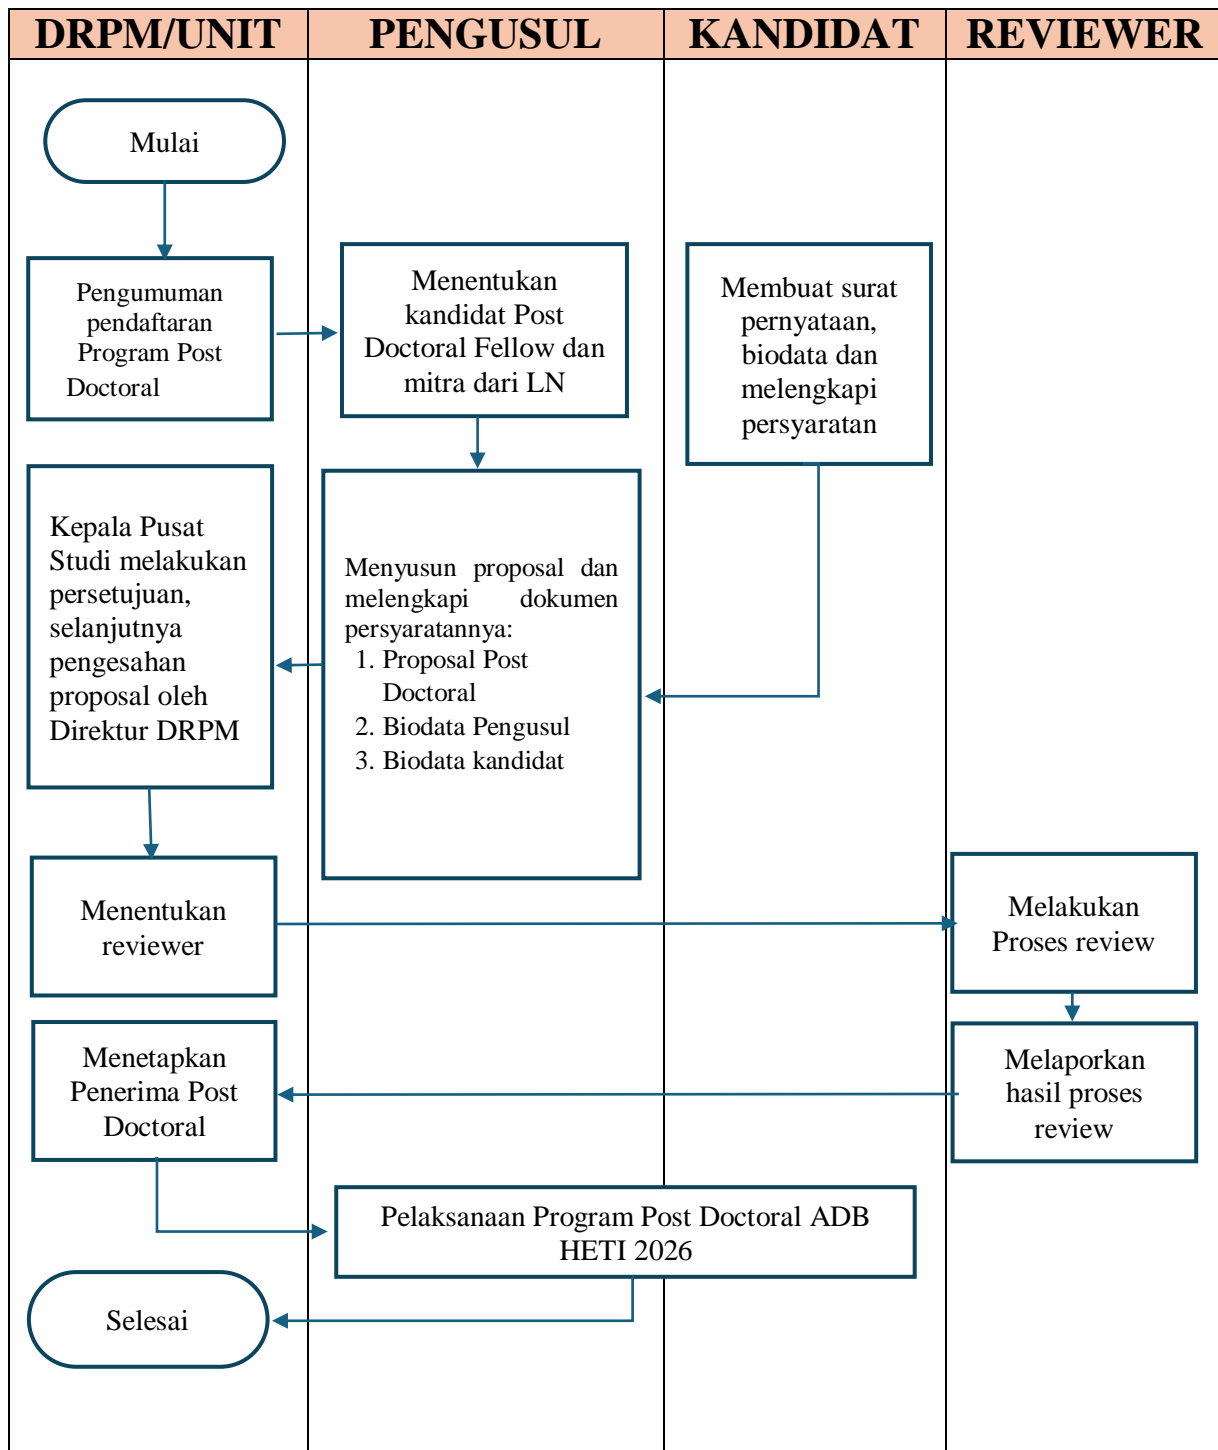 DRPM/UNIT PENGUSUL KANDIDAT REVIEWER
Mulai
Pengumuman
pendaftaran
Program Post
Doctoral
Menentukan
kandidat Post
Doctoral Fellow dan
mitra dari LN
Membuat surat
pernyataan,
biodata dan
melengkapi
persyaratan
Kepala Pusat
Studi melakukan
persetujuan,
selanjutnya
pengesahan
proposal oleh
Direktur DRPM
Menyusun proposal dan
melengkapi dokumen
persyaratannya:
1. Proposal Post
Doctoral
2. Biodata Pengusul
3. Biodata kandidat
Menentukan
reviewer
Melakukan
Proses review
Menetapkan
Penerima Post
Doctoral
Melaporkan
hasil proses
review
Pelaksanaan Program Post Doctoral ADB
HETI 2026
Selesai